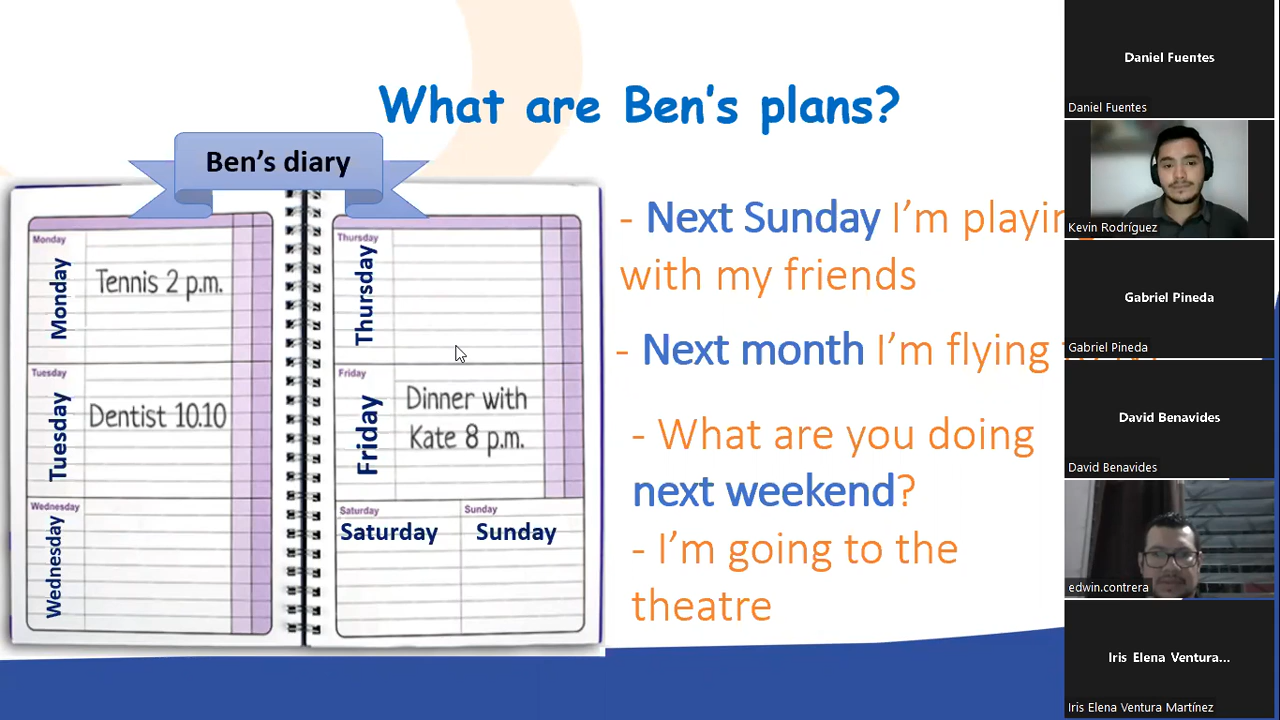 What are Ben's plans?
Ben's diary
Monday
Monday
Tennis 2 p.m.
Tuesday
Tuesday
Dentist 10.10
Wednesday
Wednesday
Thursday
Thursday
Friday
Friday
Dinner with
Kate 8 p.m.
Saturday
Saturday
Sunday
Sunday
- Next Sunday I'm
with my friends
- Next month I'm flying
- What are you doing
next weekend?
- I'm going to the
theatre
Daniel Fuentes
Daniel Fuentes
Kevin Rodríguez
Gabriel Pineda
Gabriel Pineda
David Benavides
David Benavides
edwin.contrera
Iris Elena Ventura...
Iris Elena Ventura Martínez